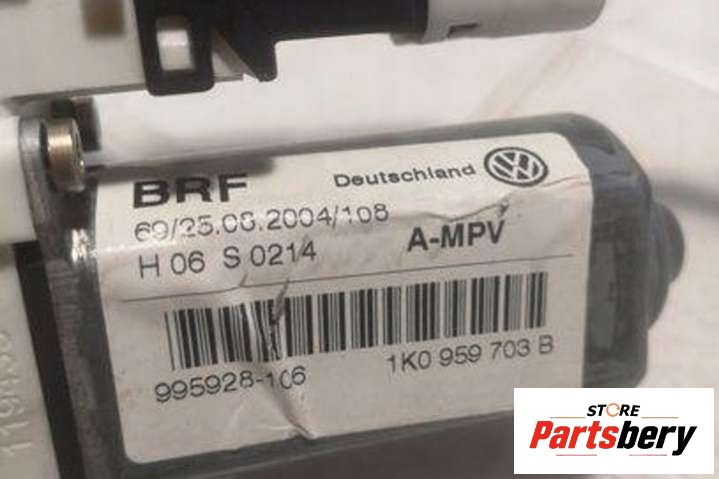 BRF Deutschland
69/25.08.2004/108
H 06 S 0214 A-MPV
995928-106 1K0 959 703 B
STORE
Partsbery